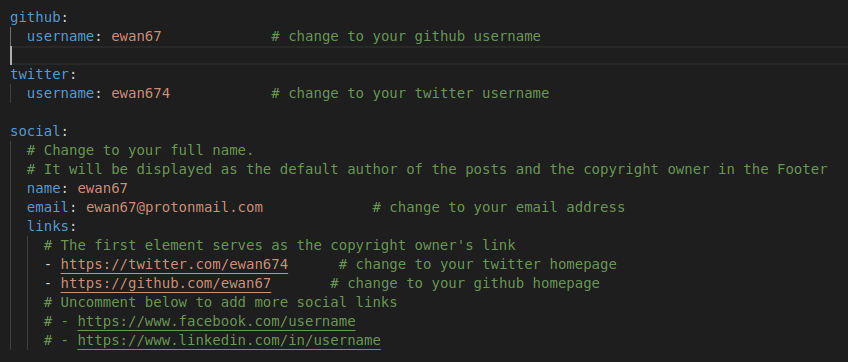 github:
  username: ewan67             # change to your github username
twitter:
  username: ewan674            # change to your twitter username
social:
  # Change to your full name.
  # It will be displayed as the default author of the posts and the copyright owner in the Footer
  name: ewan67
  email: ewan67@protonmail.com             # change to your email address
  links:
    # The first element serves as the copyright owner's link
    - https://twitter.com/ewan674      # change to your twitter homepage
    - https://github.com/ewan67       # change to your github homepage
    # Uncomment below to add more social links
    # - https://www.facebook.com/username
    # - https://www.linkedin.com/in/username